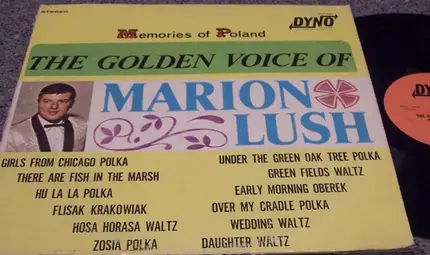 STEREO
DYNO
Memories of Poland
THE GOLDEN VOICE OF
MARION
LUSH
GIRLS FROM CHICAGO POLKA
THERE ARE FISH IN THE MARSH
HU LA LA POLKA
FLISAK KRAKOWIAK
HOSA HORASA WALTZ
ZOSIA POLKA
UNDER THE GREEN OAK TREE POLKA
GREEN FIELDS WALTZ
EARLY MORNING OBEREK
OVER MY CRADLE POLKA
WEDDING WALTZ
DAUGHTER WALTZ
DYNO